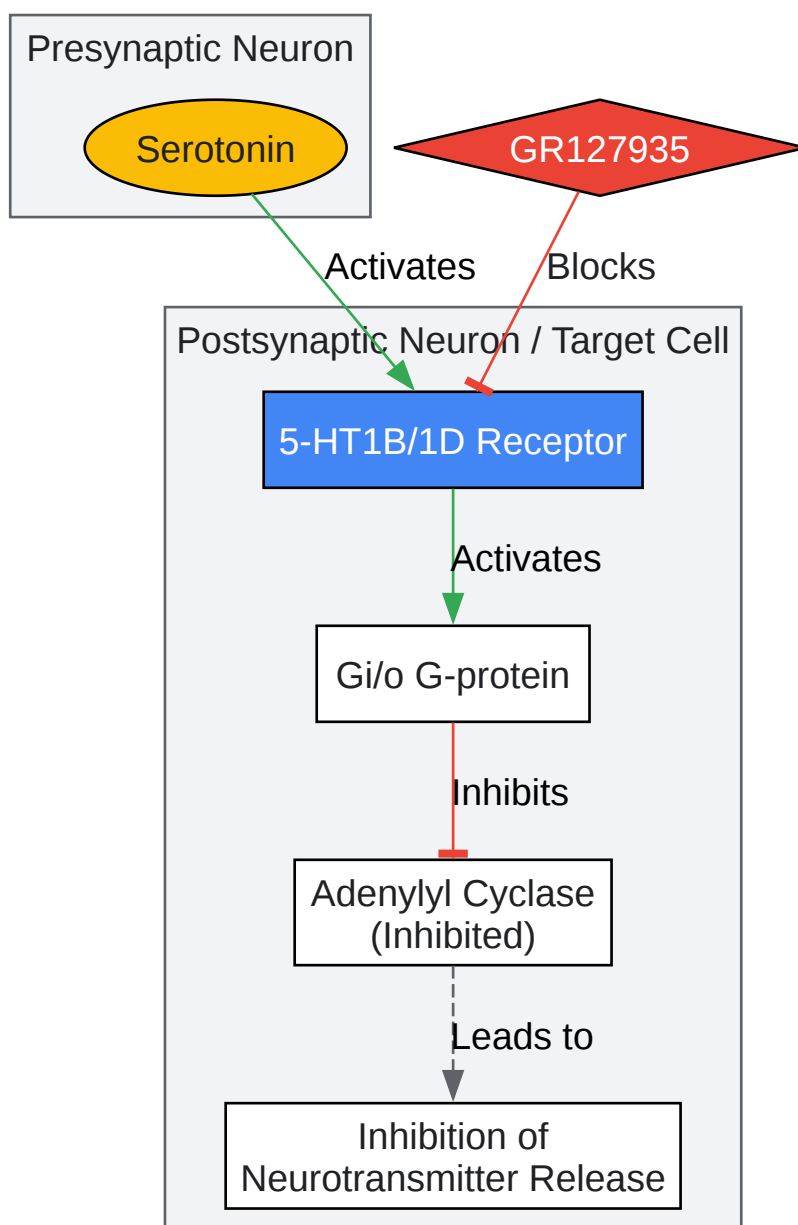 Presynaptic Neuron
Serotonin
GR127935
Activates
Blocks
Postsynaptic Neuron / Target Cell
5-HT1B/1D Receptor
Activates
Gi/o G-protein
Inhibits
Adenylyl Cyclase
(Inhibited)
Leads to
Inhibition of
Neurotransmitter Release